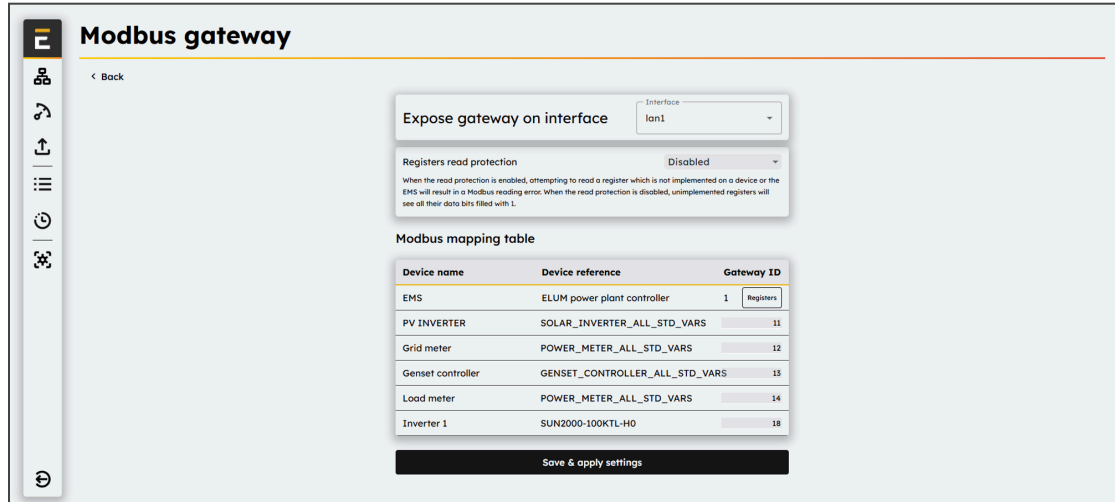 Modbus gateway
Back
Interface
Expose gateway on interface lan1
Registers read protection Disabled
When the read protection is enabled, attempting to read a register which is not implemented on a device or the
EMS will result in a Modbus reading error. When the read protection is disabled, unimplemented registers will
see all their data bits filled with 1.
Modbus mapping table
Device name Device reference Gateway ID
EMS ELUM power plant controller 1 Registers
PV INVERTER SOLAR_INVERTER_ALL_STD_VARS 11
Grid meter POWER_METER_ALL_STD_VARS 12
Genset controller GENSET_CONTROLLER_ALL_STD_VARS 13
Load meter POWER_METER_ALL_STD_VARS 14
Inverter 1 SUN2000-100KTL-H0 18
Save & apply settings